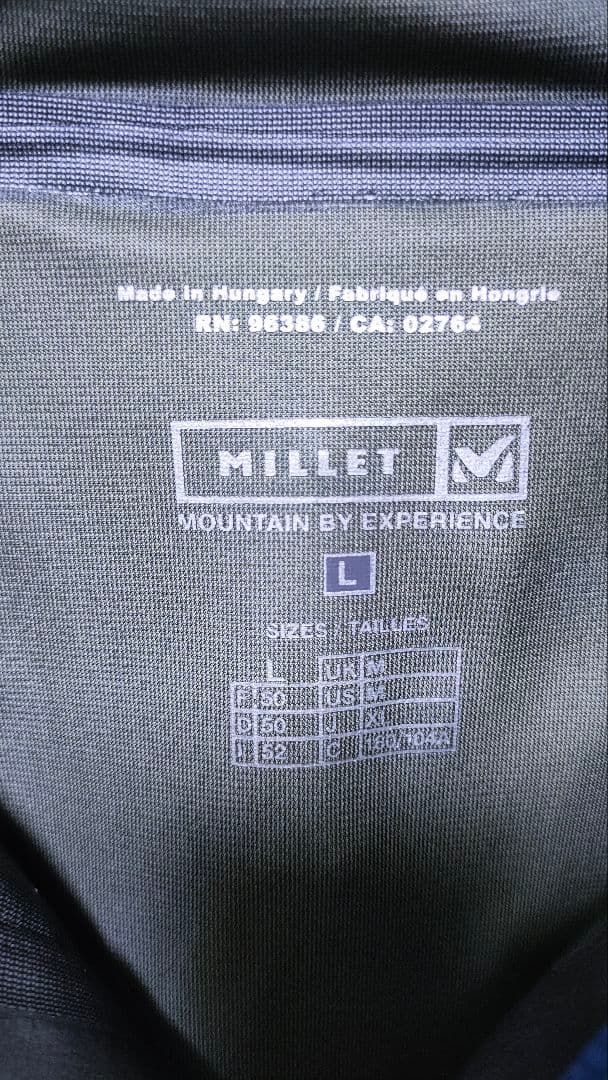 Made in Hungary / Fabriqué en Hongrie
RN: 96386 / CA: 02764
MILLET
MOUNTAIN BY EXPERIENCE
L
SIZES / TAILLES
L UK M
F 50 US M
D 50 J XL
I 52 C 180/104A